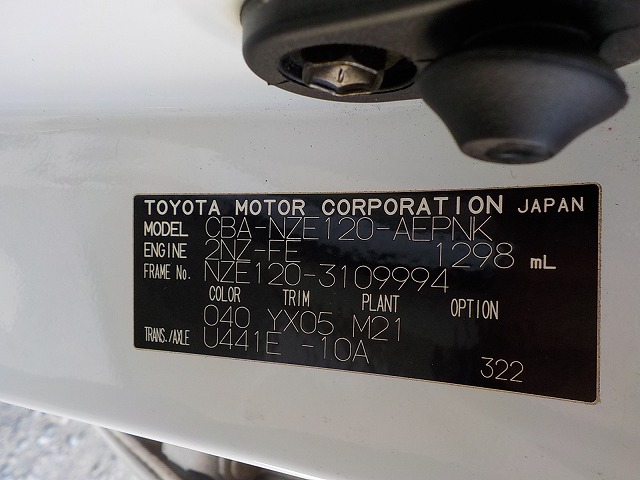 TOYOTA MOTOR CORPORATION JAPAN
MODEL CBA-NZE120-AEPNK
ENGINE 2NZ-FE 1298 mL
FRAME No. NZE120-3109994
COLOR TRIM PLANT OPTION
040 YX05 M21
TRANS./AXLE U441E -10A
322